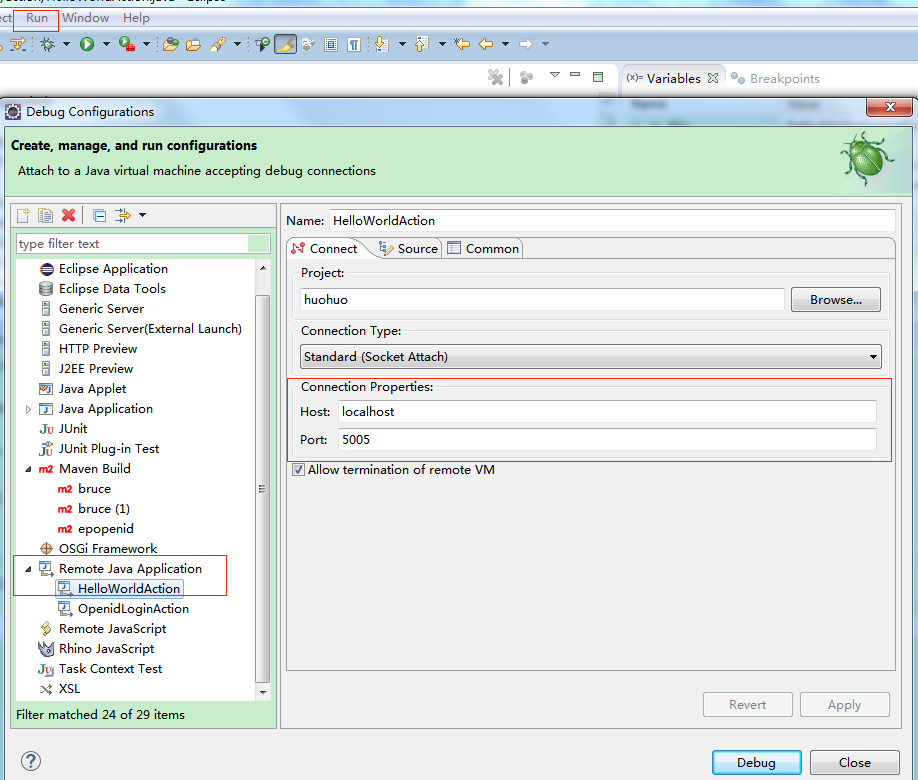 Run Window Help
(x)= Variables Breakpoints
Debug Configurations
Create, manage, and run configurations
Attach to a Java virtual machine accepting debug connections
type filter text
Eclipse Application
Eclipse Data Tools
Generic Server
Generic Server(External Launch)
HTTP Preview
J2EE Preview
Java Applet
Java Application
Ju JUnit
JUnit Plug-in Test
m2 Maven Build
m2 bruce
m2 bruce (1)
m2 epopenid
OSGi Framework
Remote Java Application
HelloWorldAction
OpenidLoginAction
Remote JavaScript
Rhino JavaScript
Ju Task Context Test
XSL
Filter matched 24 of 29 items
Name: HelloWorldAction
Connect Source Common
Project:
huohuo
Browse...
Connection Type:
Standard (Socket Attach)
Connection Properties:
Host: localhost
Port: 5005
Allow termination of remote VM
Revert Apply
?
Debug Close